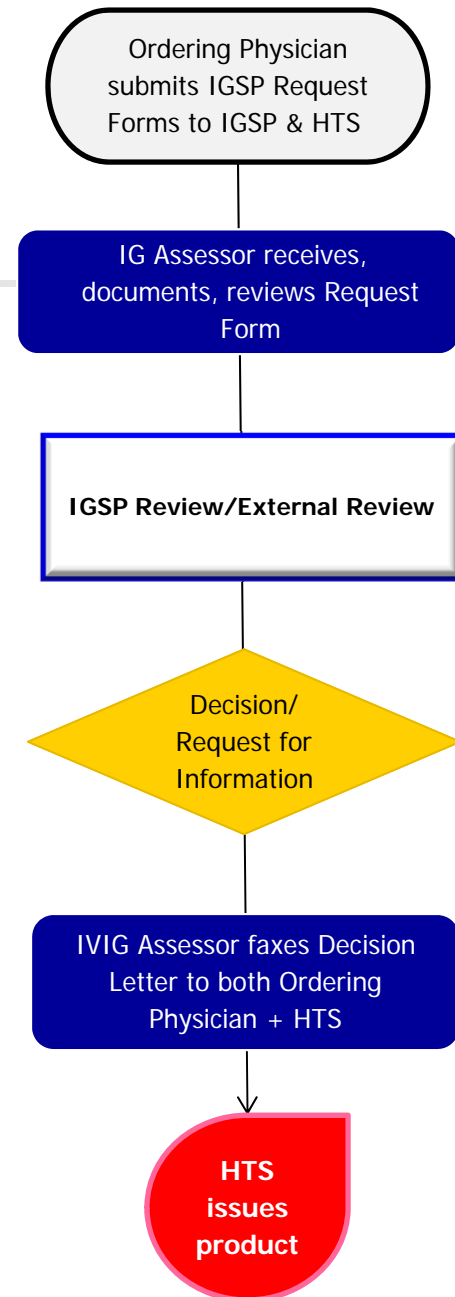 Ordering Physician
submits IGSP Request
Forms to IGSP & HTS
IG Assessor receives,
documents, reviews Request
Form
IGSP Review/External Review
Decision/
Request for
Information
IVIG Assessor faxes Decision
Letter to both Ordering
Physician + HTS
HTS
issues
product